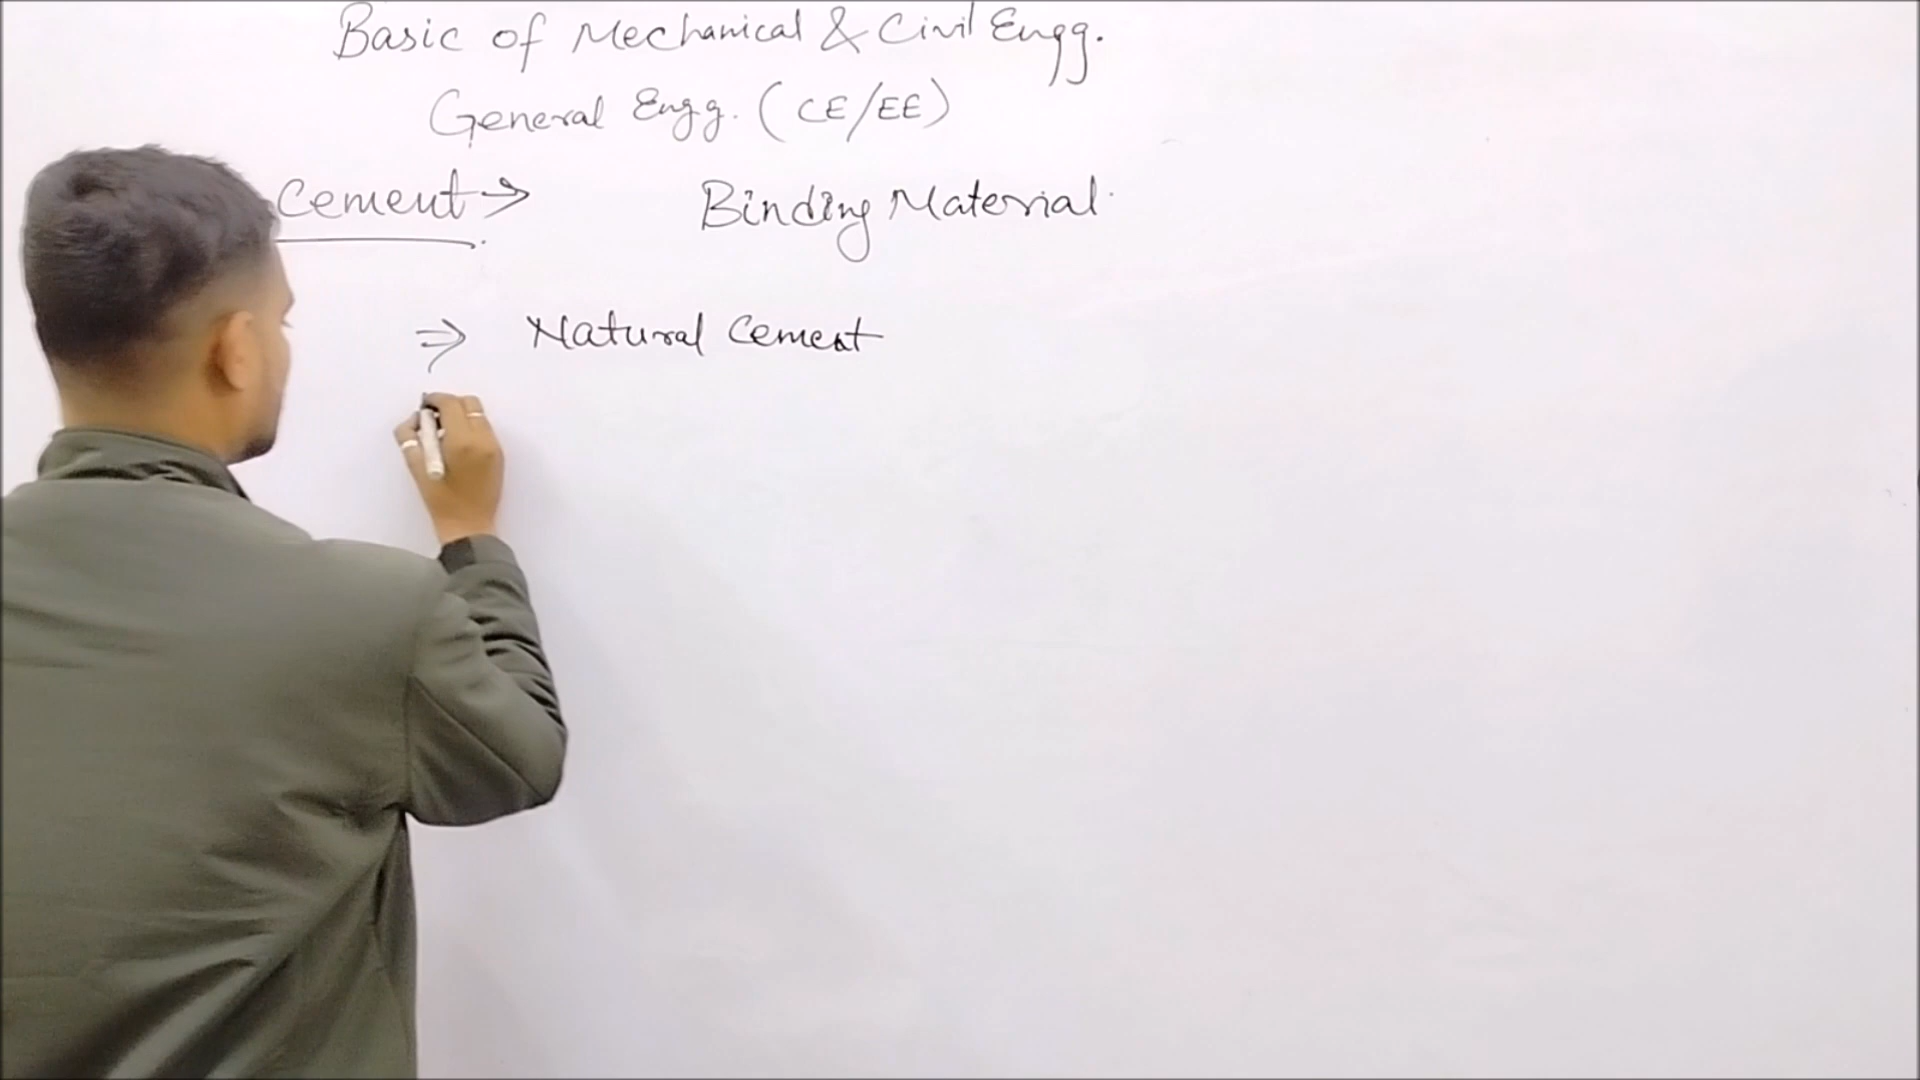 Basic of Mechanical & Civil Engg.
General Engg. (CE/EE)
Cement → Binding Material.
⇒ Natural Cement